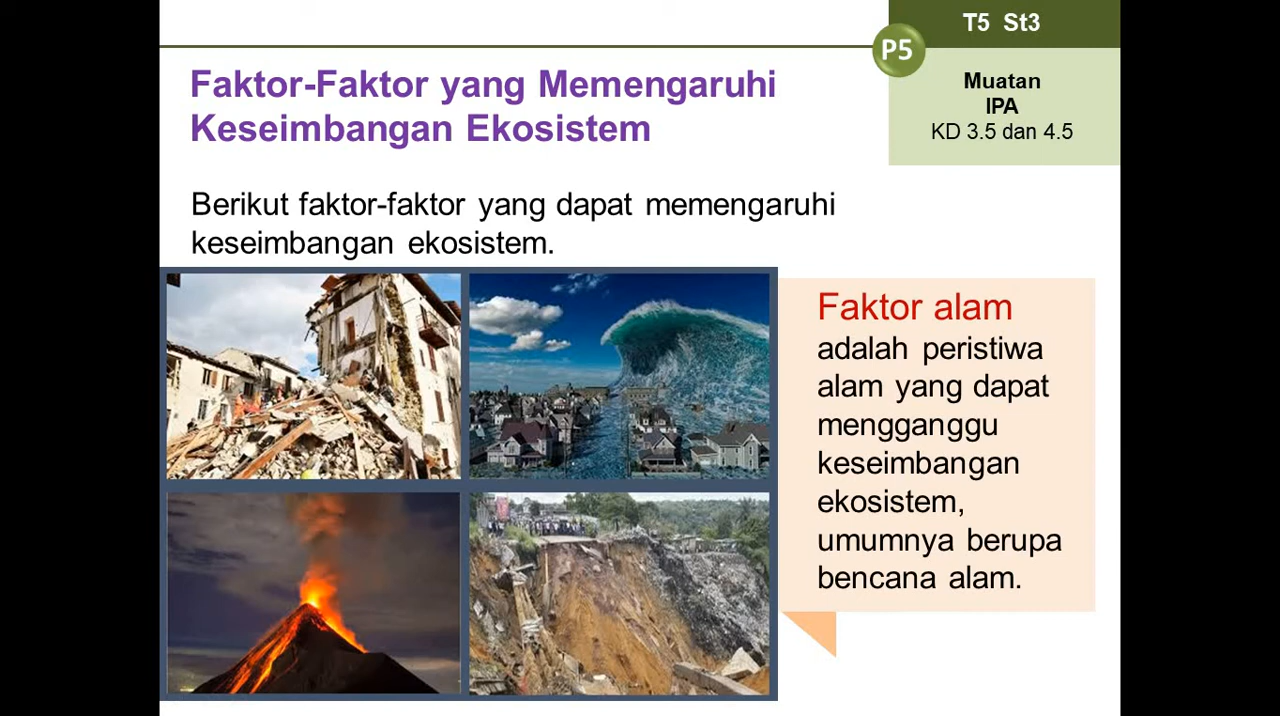 T5 St3
P5
Muatan
IPA
KD 3.5 dan 4.5
Faktor-Faktor yang Memengaruhi
Keseimbangan Ekosistem
Berikut faktor-faktor yang dapat memengaruhi
keseimbangan ekosistem.
Faktor alam
adalah peristiwa
alam yang dapat
mengganggu
keseimbangan
ekosistem,
umumnya berupa
bencana alam.